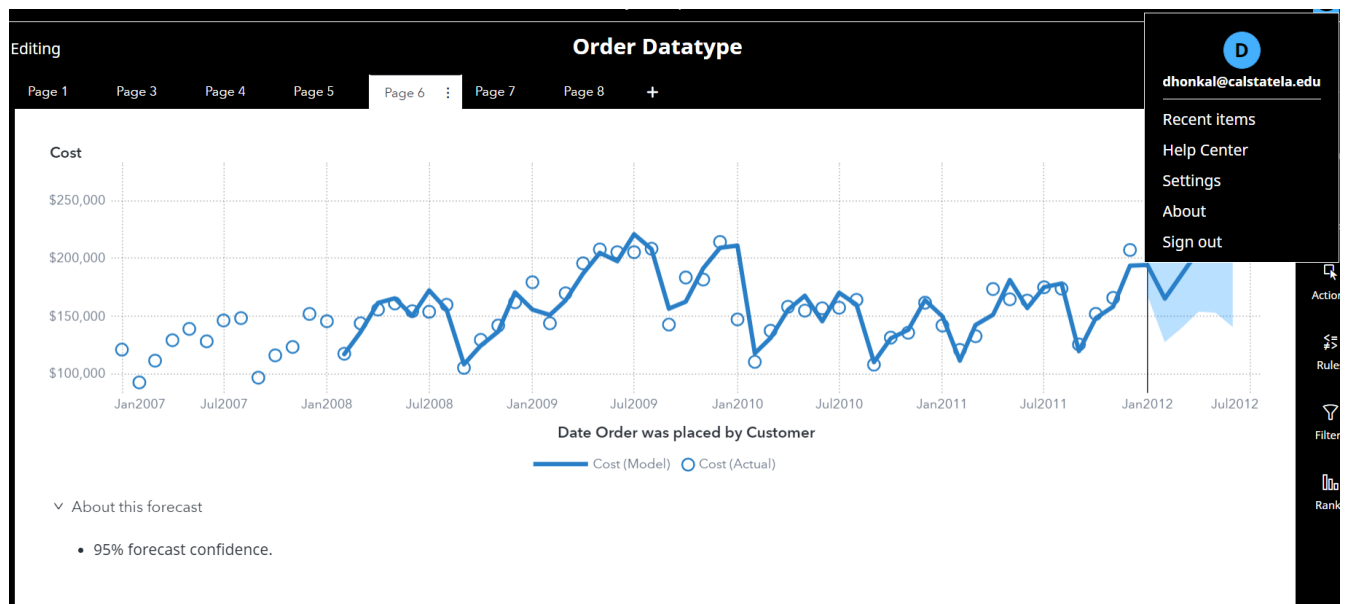 Editing
Order Datatype
D
dhonkal@calstatela.edu
Recent items
Help Center
Settings
About
Sign out
Page 1 Page 3 Page 4 Page 5 Page 6 Page 7 Page 8 +
Cost
$250,000
$200,000
$150,000
$100,000
Jan2007 Jul2007 Jan2008 Jul2008 Jan2009 Jul2009 Jan2010 Jul2010 Jan2011 Jul2011 Jan2012 Jul2012
Date Order was placed by Customer
Cost (Model) Cost (Actual)
About this forecast
• 95% forecast confidence.
Filter
Rank